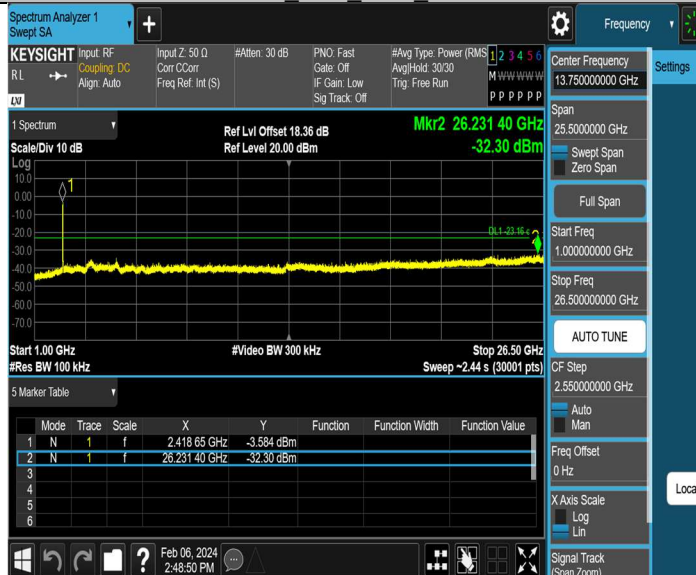 Spectrum Analyzer 1
Swept SA
+
Frequency
KEYSIGHT
RL
LXI
Input: RF
Coupling: DC
Align: Auto
Input Z: 50 Ω
Corr CCorr
Freq Ref: Int (S)
#Atten: 30 dB
PNO: Fast
Gate: Off
IF Gain: Low
Sig Track: Off
#Avg Type: Power (RMS
Avg|Hold: 30/30
Trig: Free Run
1 2 3 4 5 6
M W W W W W
P P P P P P
1 Spectrum
Scale/Div 10 dB
Ref Lvl Offset 18.36 dB
Ref Level 20.00 dBm
Mkr2 26.231 40 GHz
-32.30 dBm
Log
10.0
0.00
-10.0
-20.0
-30.0
-40.0
-50.0
-60.0
-70.0
1
DL1 -23.16
2
Start 1.00 GHz
#Res BW 100 kHz
#Video BW 300 kHz
Stop 26.50 GHz
Sweep ~2.44 s (30001 pts)
5 Marker Table
Mode Trace Scale X Y Function Function Width Function Value
1 N 1 f 2.418 65 GHz -3.584 dBm
2 N 1 f 26.231 40 GHz -32.30 dBm
3
4
5
6
?
Feb 06, 2024
2:48:50 PM
Center Frequency
13.750000000 GHz
Settings
Span
25.5000000 GHz
Swept Span
Zero Span
Full Span
Start Freq
1.000000000 GHz
Stop Freq
26.500000000 GHz
AUTO TUNE
CF Step
2.550000000 GHz
Auto
Man
Freq Offset
0 Hz
Loca
X Axis Scale
Log
Lin
Signal Track
(Span Zoom)